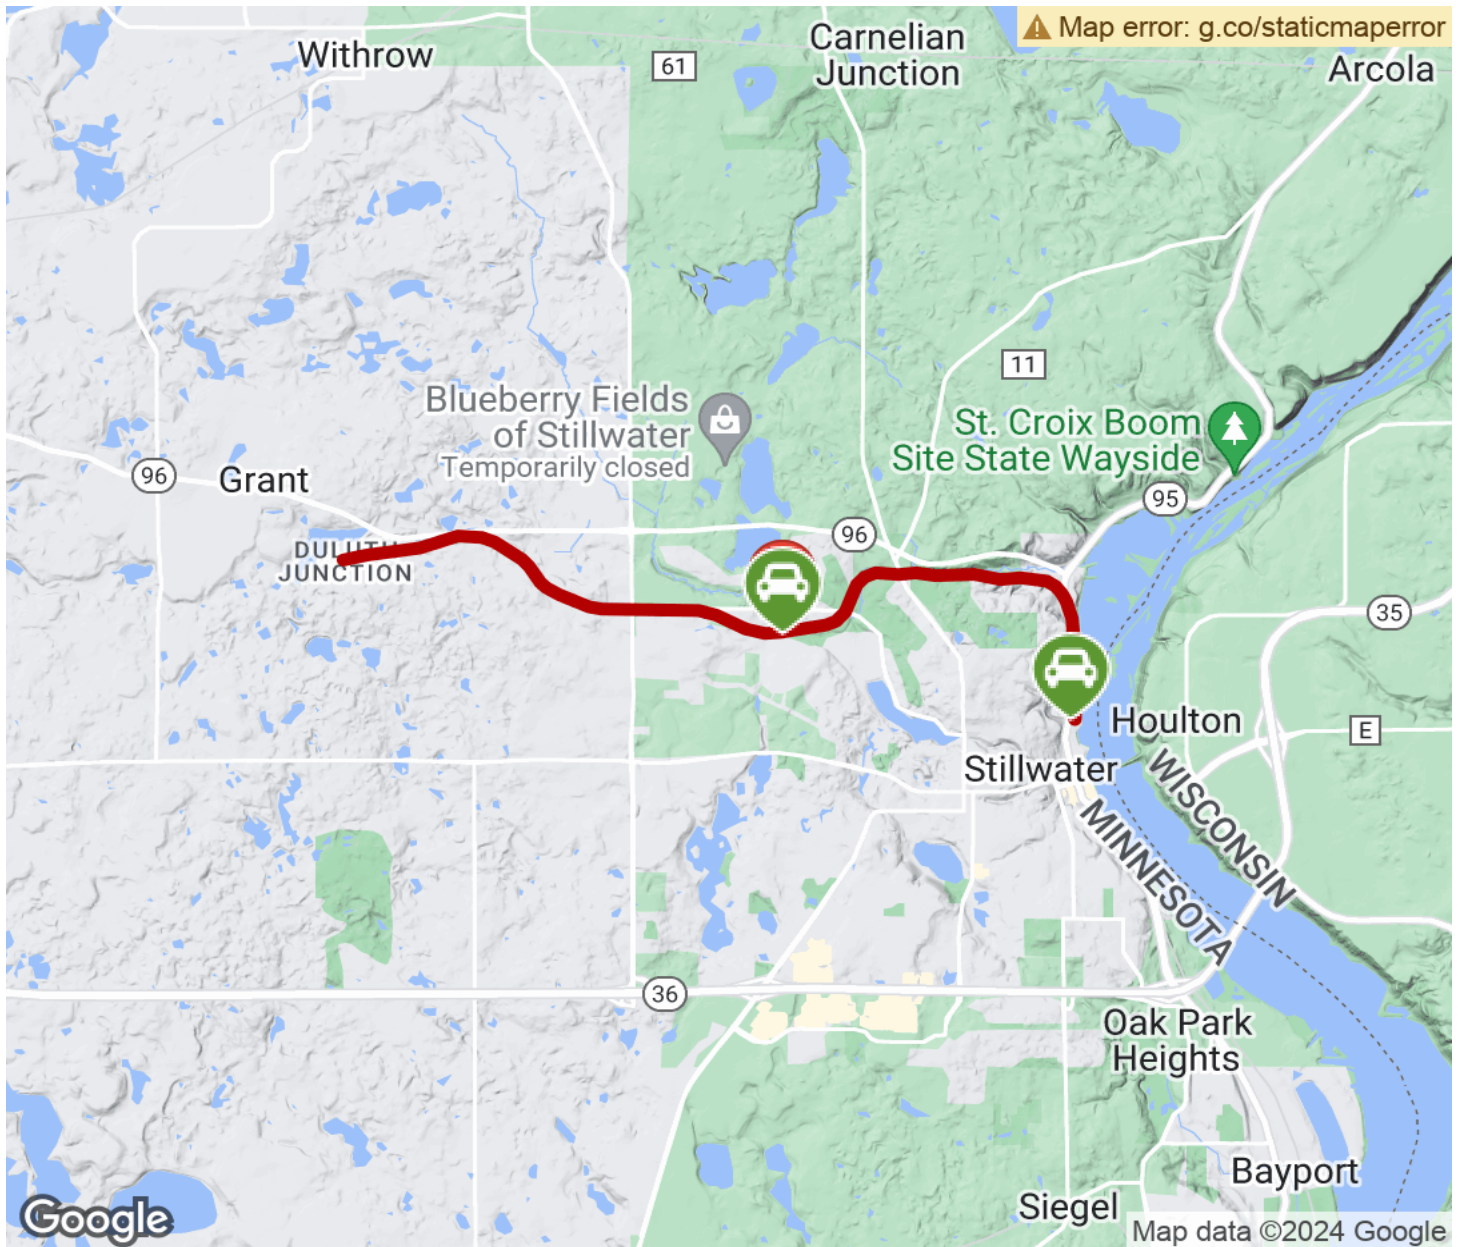 Map error: g.co/staticmaperror
Withrow
61
Carnelian
Junction
Arcola
11
Blueberry Fields
of Stillwater
Temporarily closed
St. Croix Boom
Site State Wayside
96
Grant
95
96
DULUTH
JUNCTION
35
Houlton
E
Stillwater
WISCONSIN
MINNESOTA
36
Oak Park
Heights
Bayport
Siegel
Google
Map data ©2024 Google